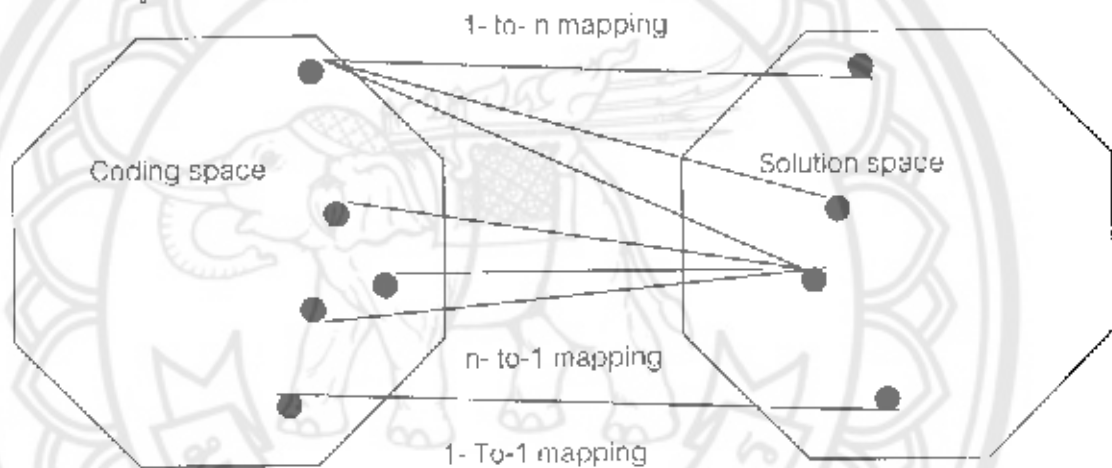 1- to- n mapping
Coding space
Solution space
n- to-1 mapping
1- To-1 mapping